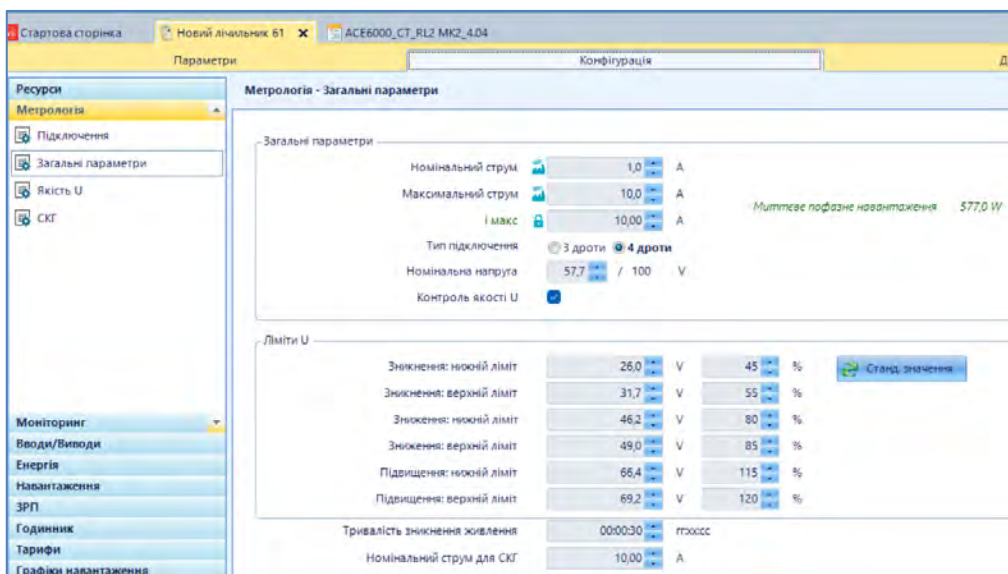 Стартова сторінка Новий лічильник 61 X ACE6000_CT_RL2 MK2_4.04
Параметри Конфігурація Д
Ресурси
Метрологія
Підключення
Загальні параметри
Якість U
СКГ
Моніторинг
Вводи/Виводи
Енергія
Навантаження
ЗРП
Годинник
Тарифи
Графіки навантаження
Метрологія - Загальні параметри
Загальні параметри
Номінальний струм 1,0 A
Максимальний струм 10,0 A
I макс 10,00 A
Миттєве пофазне навантаження 577,0 W
Тип підключення 3 дроти 4 дроти
Номінальна напруга 57,7 / 100 V
Контроль якості U
Ліміти U
Зникнення: нижній ліміт 26,0 V 45 % Станд. значення
Зникнення: верхній ліміт 31,7 V 55 %
Зниження: нижній ліміт 46,2 V 80 %
Зниження: верхній ліміт 49,0 V 85 %
Підвищення: нижній ліміт 66,4 V 115 %
Підвищення: верхній ліміт 69,2 V 120 %
Тривалість зникнення живлення 00:00:30
Номінальний струм для СКГ 10,00 A